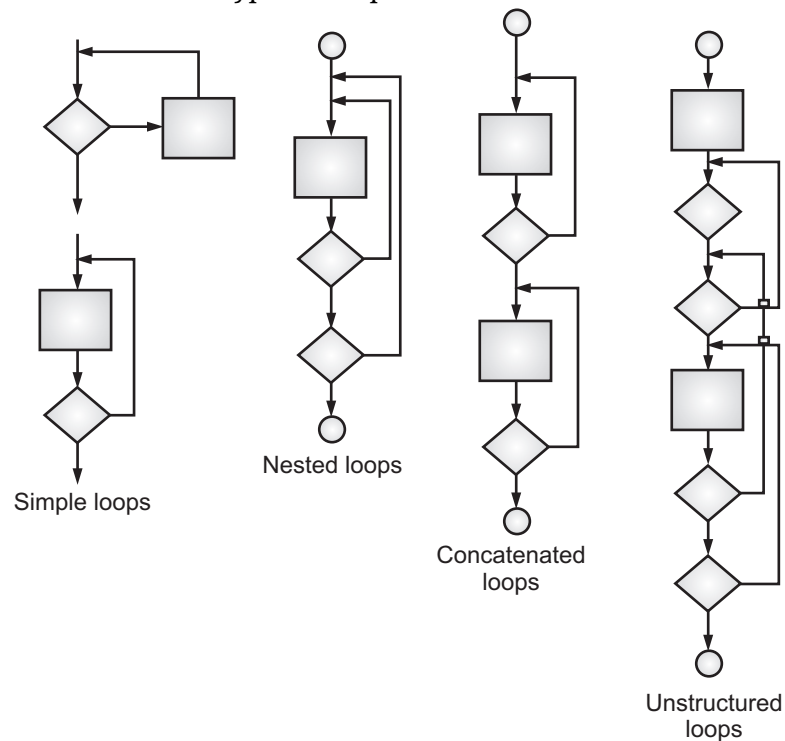 Simple loops
Nested loops
Concatenated
loops
Unstructured
loops